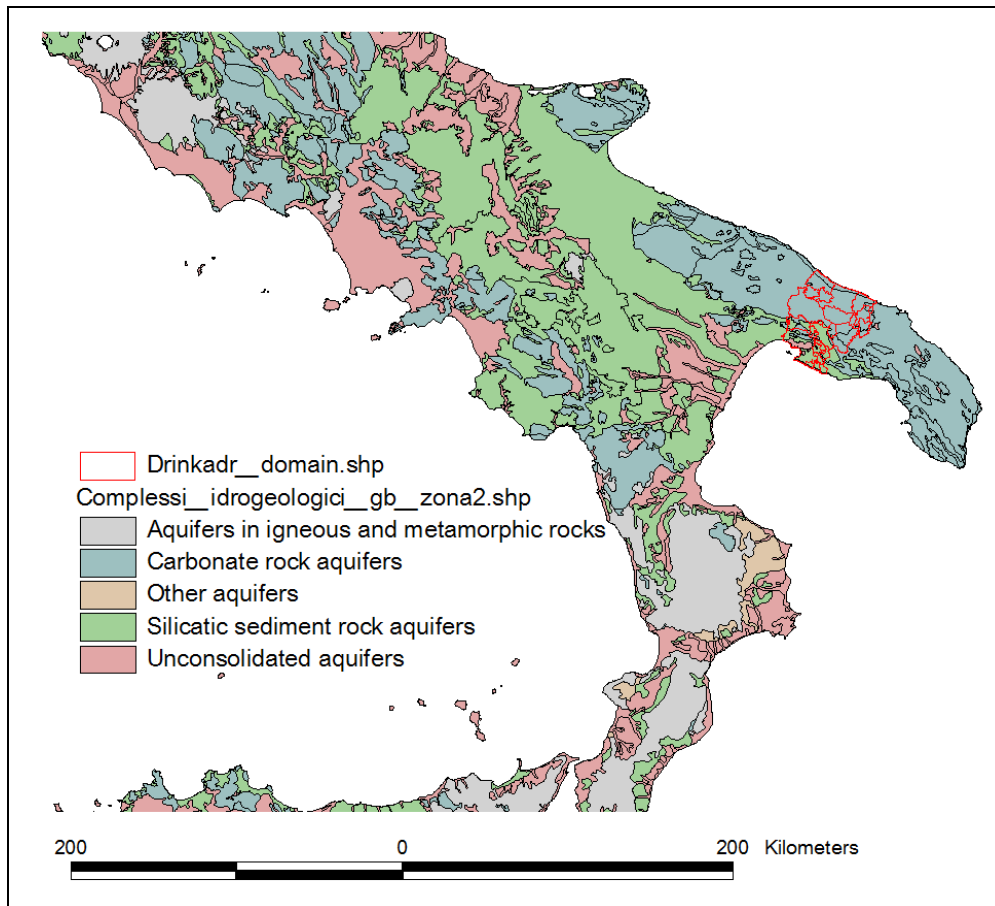 Drinkadr__domain.shp
Complessi__idrogeologici__gb__zona2.shp
Aquifers in igneous and metamorphic rocks
Carbonate rock aquifers
Other aquifers
Silicatic sediment rock aquifers
Unconsolidated aquifers
200 0 200 Kilometers